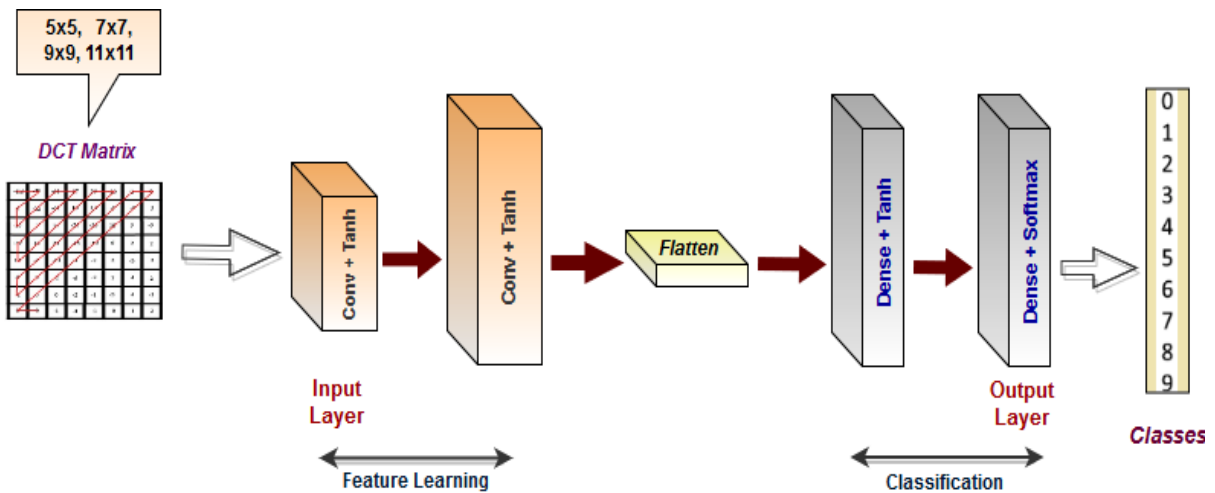 5x5, 7x7,
9x9, 11x11
DCT Matrix
Conv + Tanh
Conv + Tanh
Flatten
Dense + Tanh
Dense + Softmax
0
1
2
3
4
5
6
7
8
9
Input
Layer
Output
Layer
Classes
Feature Learning
Classification